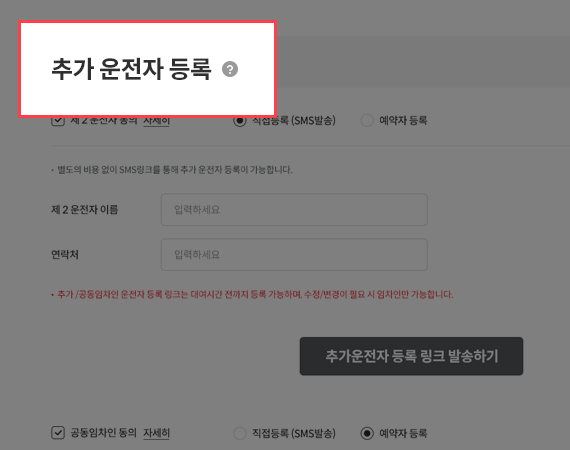 추가 운전자 등록 ?
제 2 운전자 동의 자세히 직접등록 (SMS발송) 예약자 등록
· 별도의 비용 없이 SMS링크를 통해 추가 운전자 등록이 가능합니다.
제 2 운전자 이름 입력하세요
연락처 입력하세요
· 추가 /공동임차인 운전자 등록 링크는 대여시간 전까지 등록 가능하며, 수정/변경이 필요 시 임차인만 가능합니다.
추가운전자 등록 링크 발송하기
공동임차인 동의 자세히 직접등록 (SMS발송) 예약자 등록